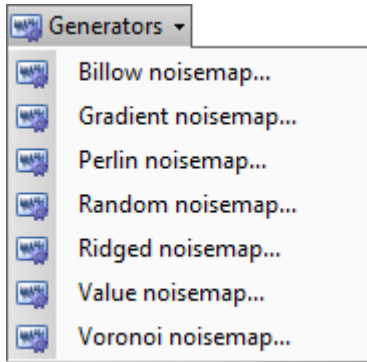 Generators
Billow noisemap...
Gradient noisemap...
Perlin noisemap...
Random noisemap...
Ridged noisemap...
Value noisemap...
Voronoi noisemap...